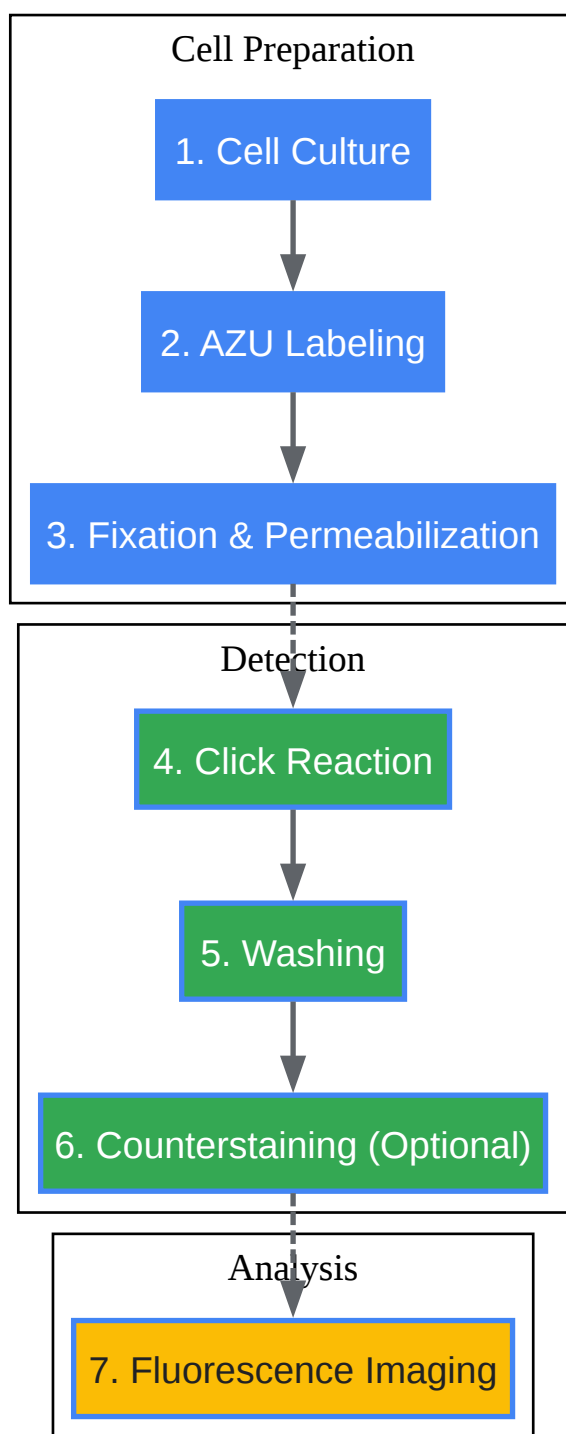 Cell Preparation
1. Cell Culture
2. AZU Labeling
3. Fixation & Permeabilization
Detection
4. Click Reaction
5. Washing
6. Counterstaining (Optional)
Analysis
7. Fluorescence Imaging